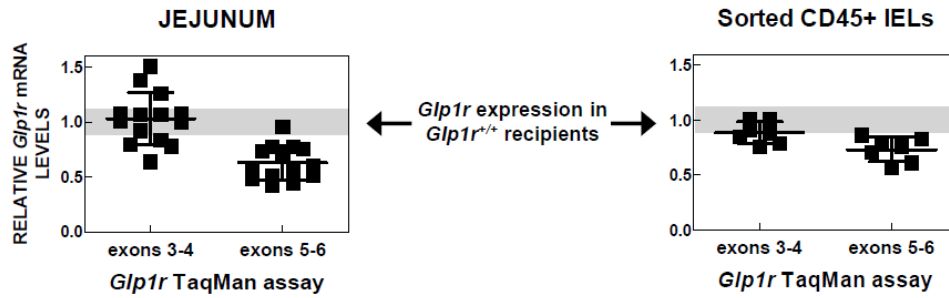 JEJUNUM
RELATIVE Glp1r mRNA
LEVELS
1.5
1.0
0.5
0.0
exons 3-4 exons 5-6
Glp1r TaqMan assay
Glp1r expression in
Glp1r+/+ recipients
Sorted CD45+ IELs
1.5
1.0
0.5
0.0
exons 3-4 exons 5-6
Glp1r TaqMan assay